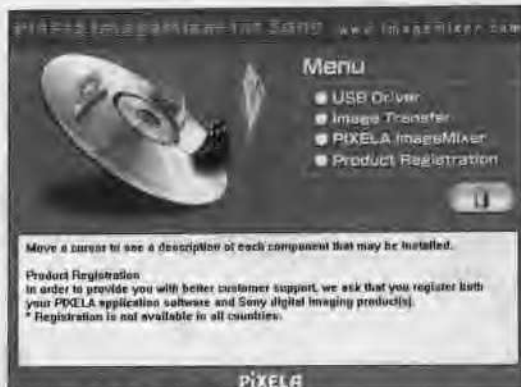 PIXELA ImageMixer for Sony www.imagemixer.com
Menu
USB Driver
Image Transfer
PIXELA ImageMixer
Product Registration
Move a cursor to see a description of each component that may be installed.
Product Registration
In order to provide you with better customer support, we ask that you register both
your PIXELA application software and Sony digital imaging product(s).
* Registration is not available in all countries.
PIXELA